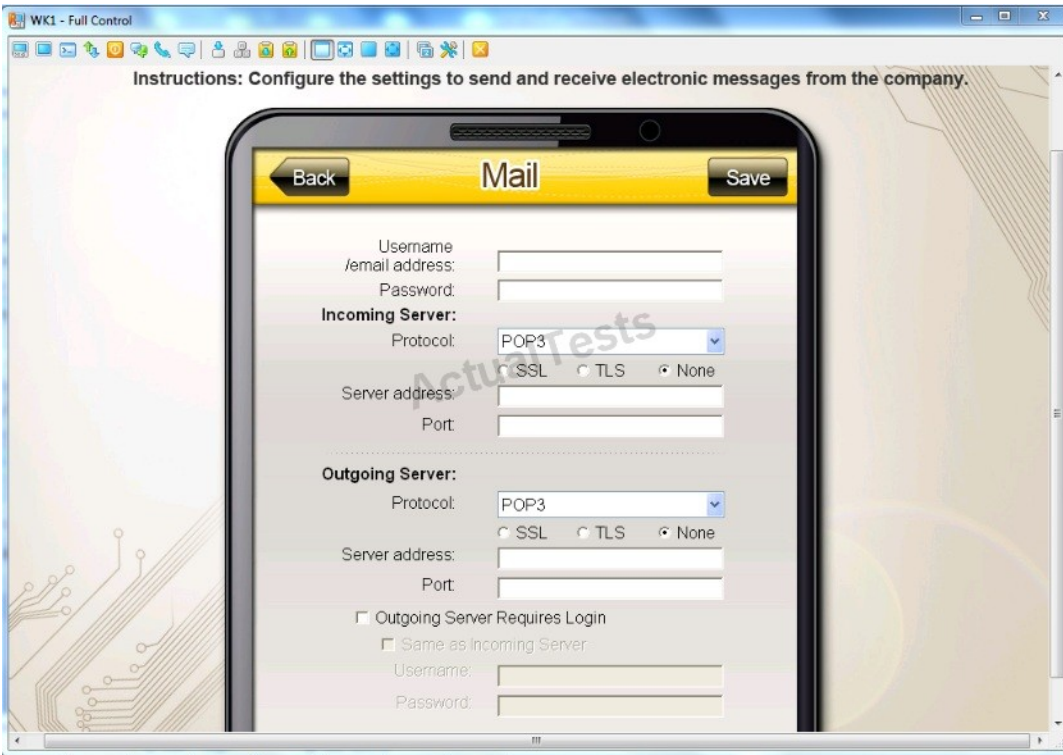 WK1 - Full Control
Instructions: Configure the settings to send and receive electronic messages from the company.
Back
Mail
Save
Username
/email address:
Password:
Incoming Server:
Protocol: POP3
SSL TLS None
Server address:
Port:
ActualTests
Outgoing Server:
Protocol: POP3
SSL TLS None
Server address:
Port:
Outgoing Server Requires Login
Same as Incoming Server
Username:
Password: